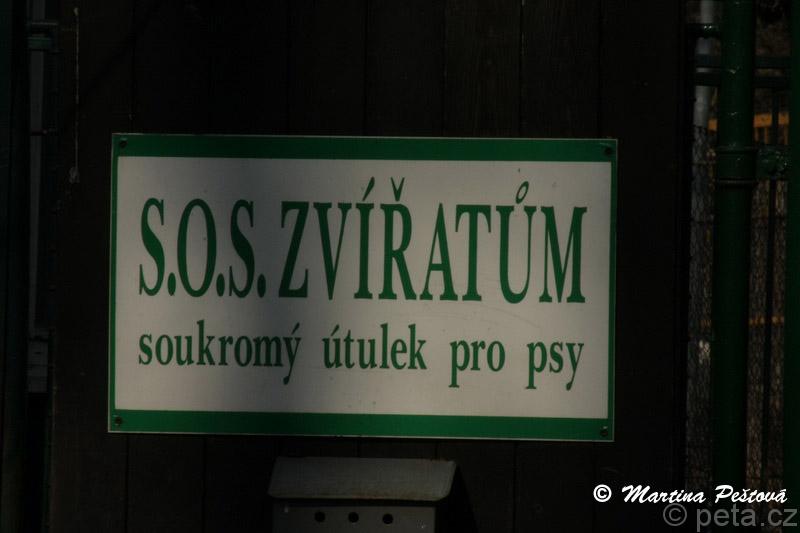 S.O.S. ZVÍŘATŮM
soukromý útulek pro psy
© Martina Peštová
© peta.cz